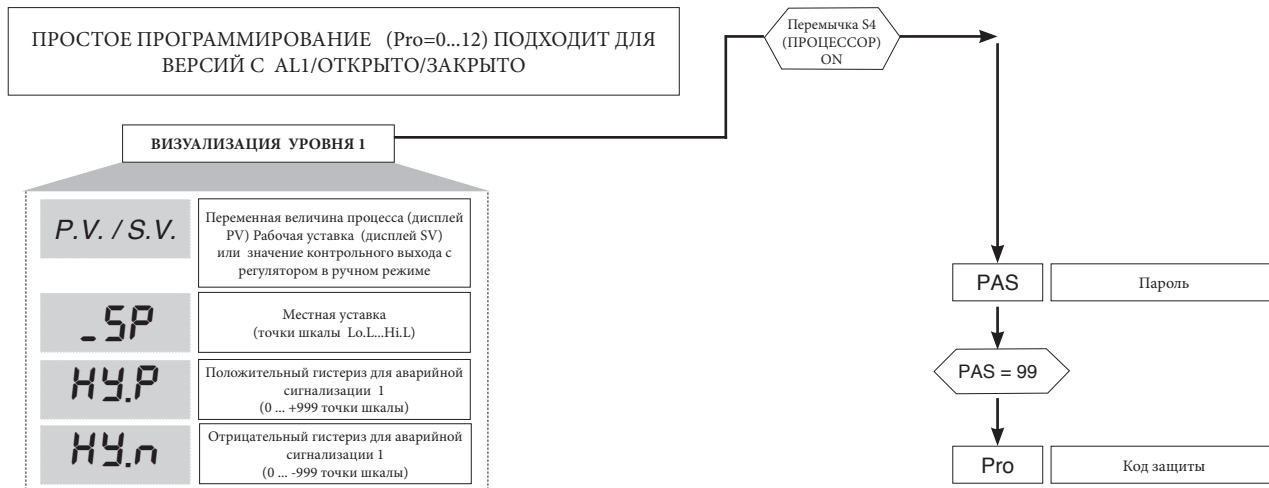 ПРОСТОЕ ПРОГРАММИРОВАНИЕ (Pro=0...12) ПОДХОДИТ ДЛЯ
ВЕРСИЙ С AL1/ОТКРЫТО/ЗАКРЫТО
Перемычка S4
(ПРОЦЕССОР)
ON
ВИЗУАЛИЗАЦИЯ УРОВНЯ 1
P.V. / S.V.
Переменная величина процесса (дисплей
PV) Рабочая уставка (дисплей SV)
или значение контрольного выхода с
регулятором в ручном режиме
_SP
Местная уставка
(точки шкалы Lo.L...Hi.L)
HY.P
Положительный гистериз для аварийной
сигнализации 1
(0 ... +999 точки шкалы)
HY.n
Отрицательный гистериз для аварийной
сигнализации 1
(0 ... -999 точки шкалы)
PAS
Пароль
PAS = 99
Pro
Код защиты